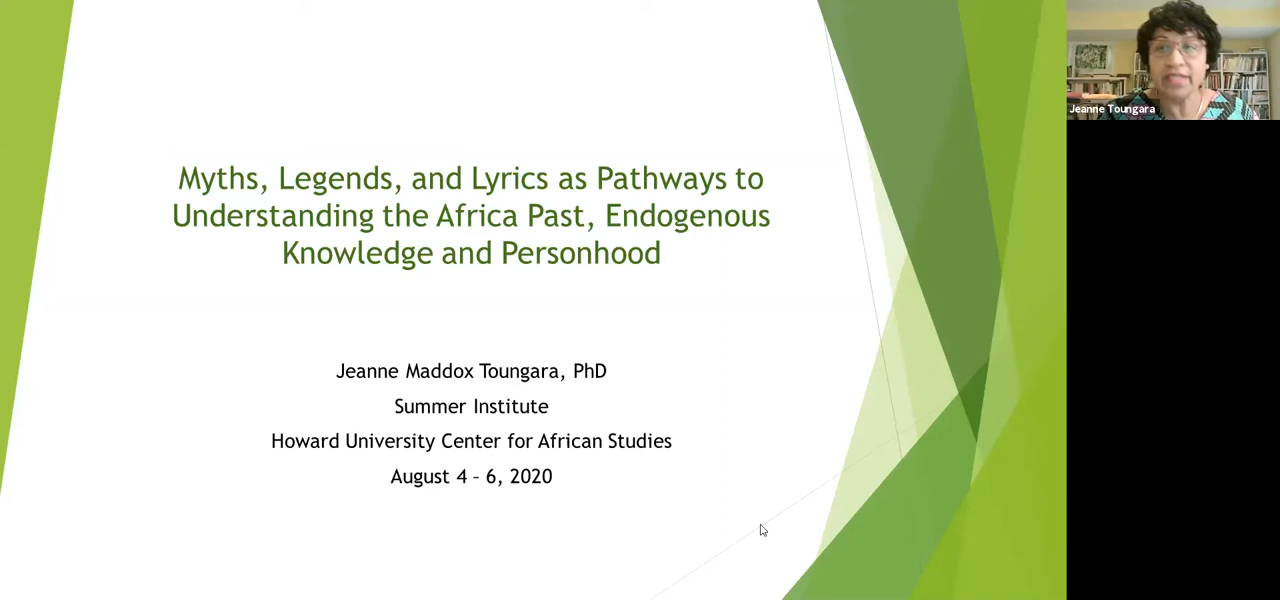 Myths, Legends, and Lyrics as Pathways to
Understanding the Africa Past, Endogenous
Knowledge and Personhood
Jeanne Maddox Toungara, PhD
Summer Institute
Howard University Center for African Studies
August 4 – 6, 2020
Jeanne Toungara